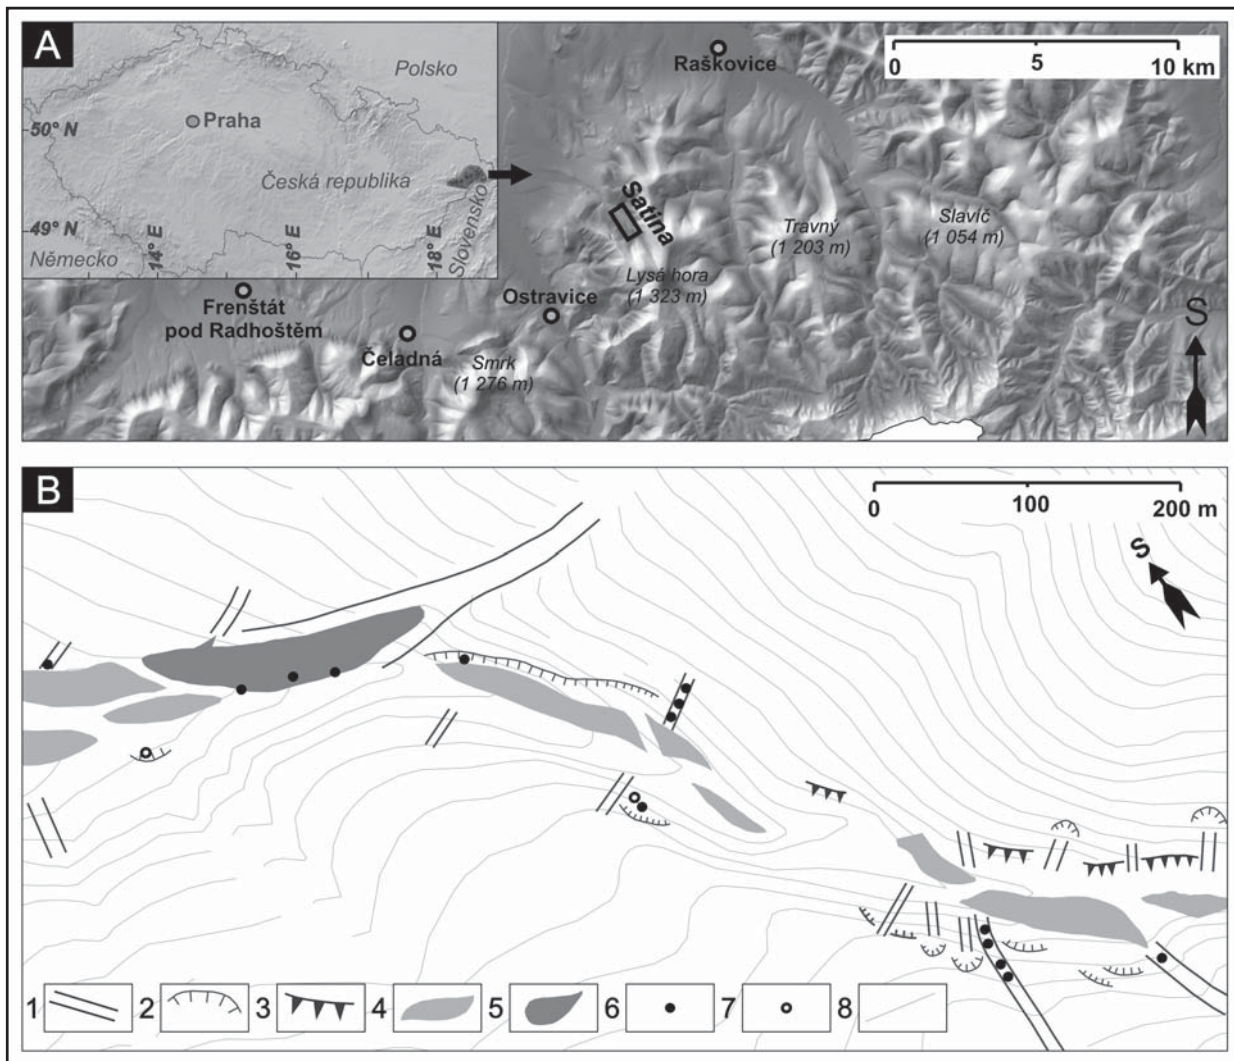 A
Polsko
Praha
50° N
Česká republika
49° N
Německo
14° E
16° E
18° E
Slovensko
Raškovice
0 5 10 km
Satina
Travný
(1 203 m)
Slavíč
(1 054 m)
Lysá hora
(1 323 m)
Ostravice
Frenštát
pod Radhoštěm
Čeladná
Smrk
(1 276 m)
S
B
0 100 200 m
S
1 2 3 4 5 6 7 8